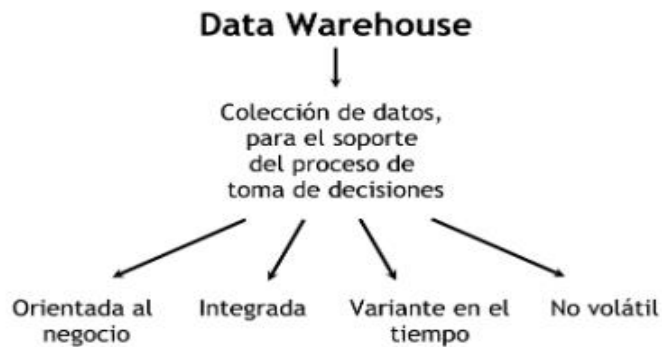 Data Warehouse
Colección de datos,
para el soporte
del proceso de
toma de decisiones
Orientada al
negocio
Integrada
Variante en el
tiempo
No volátil